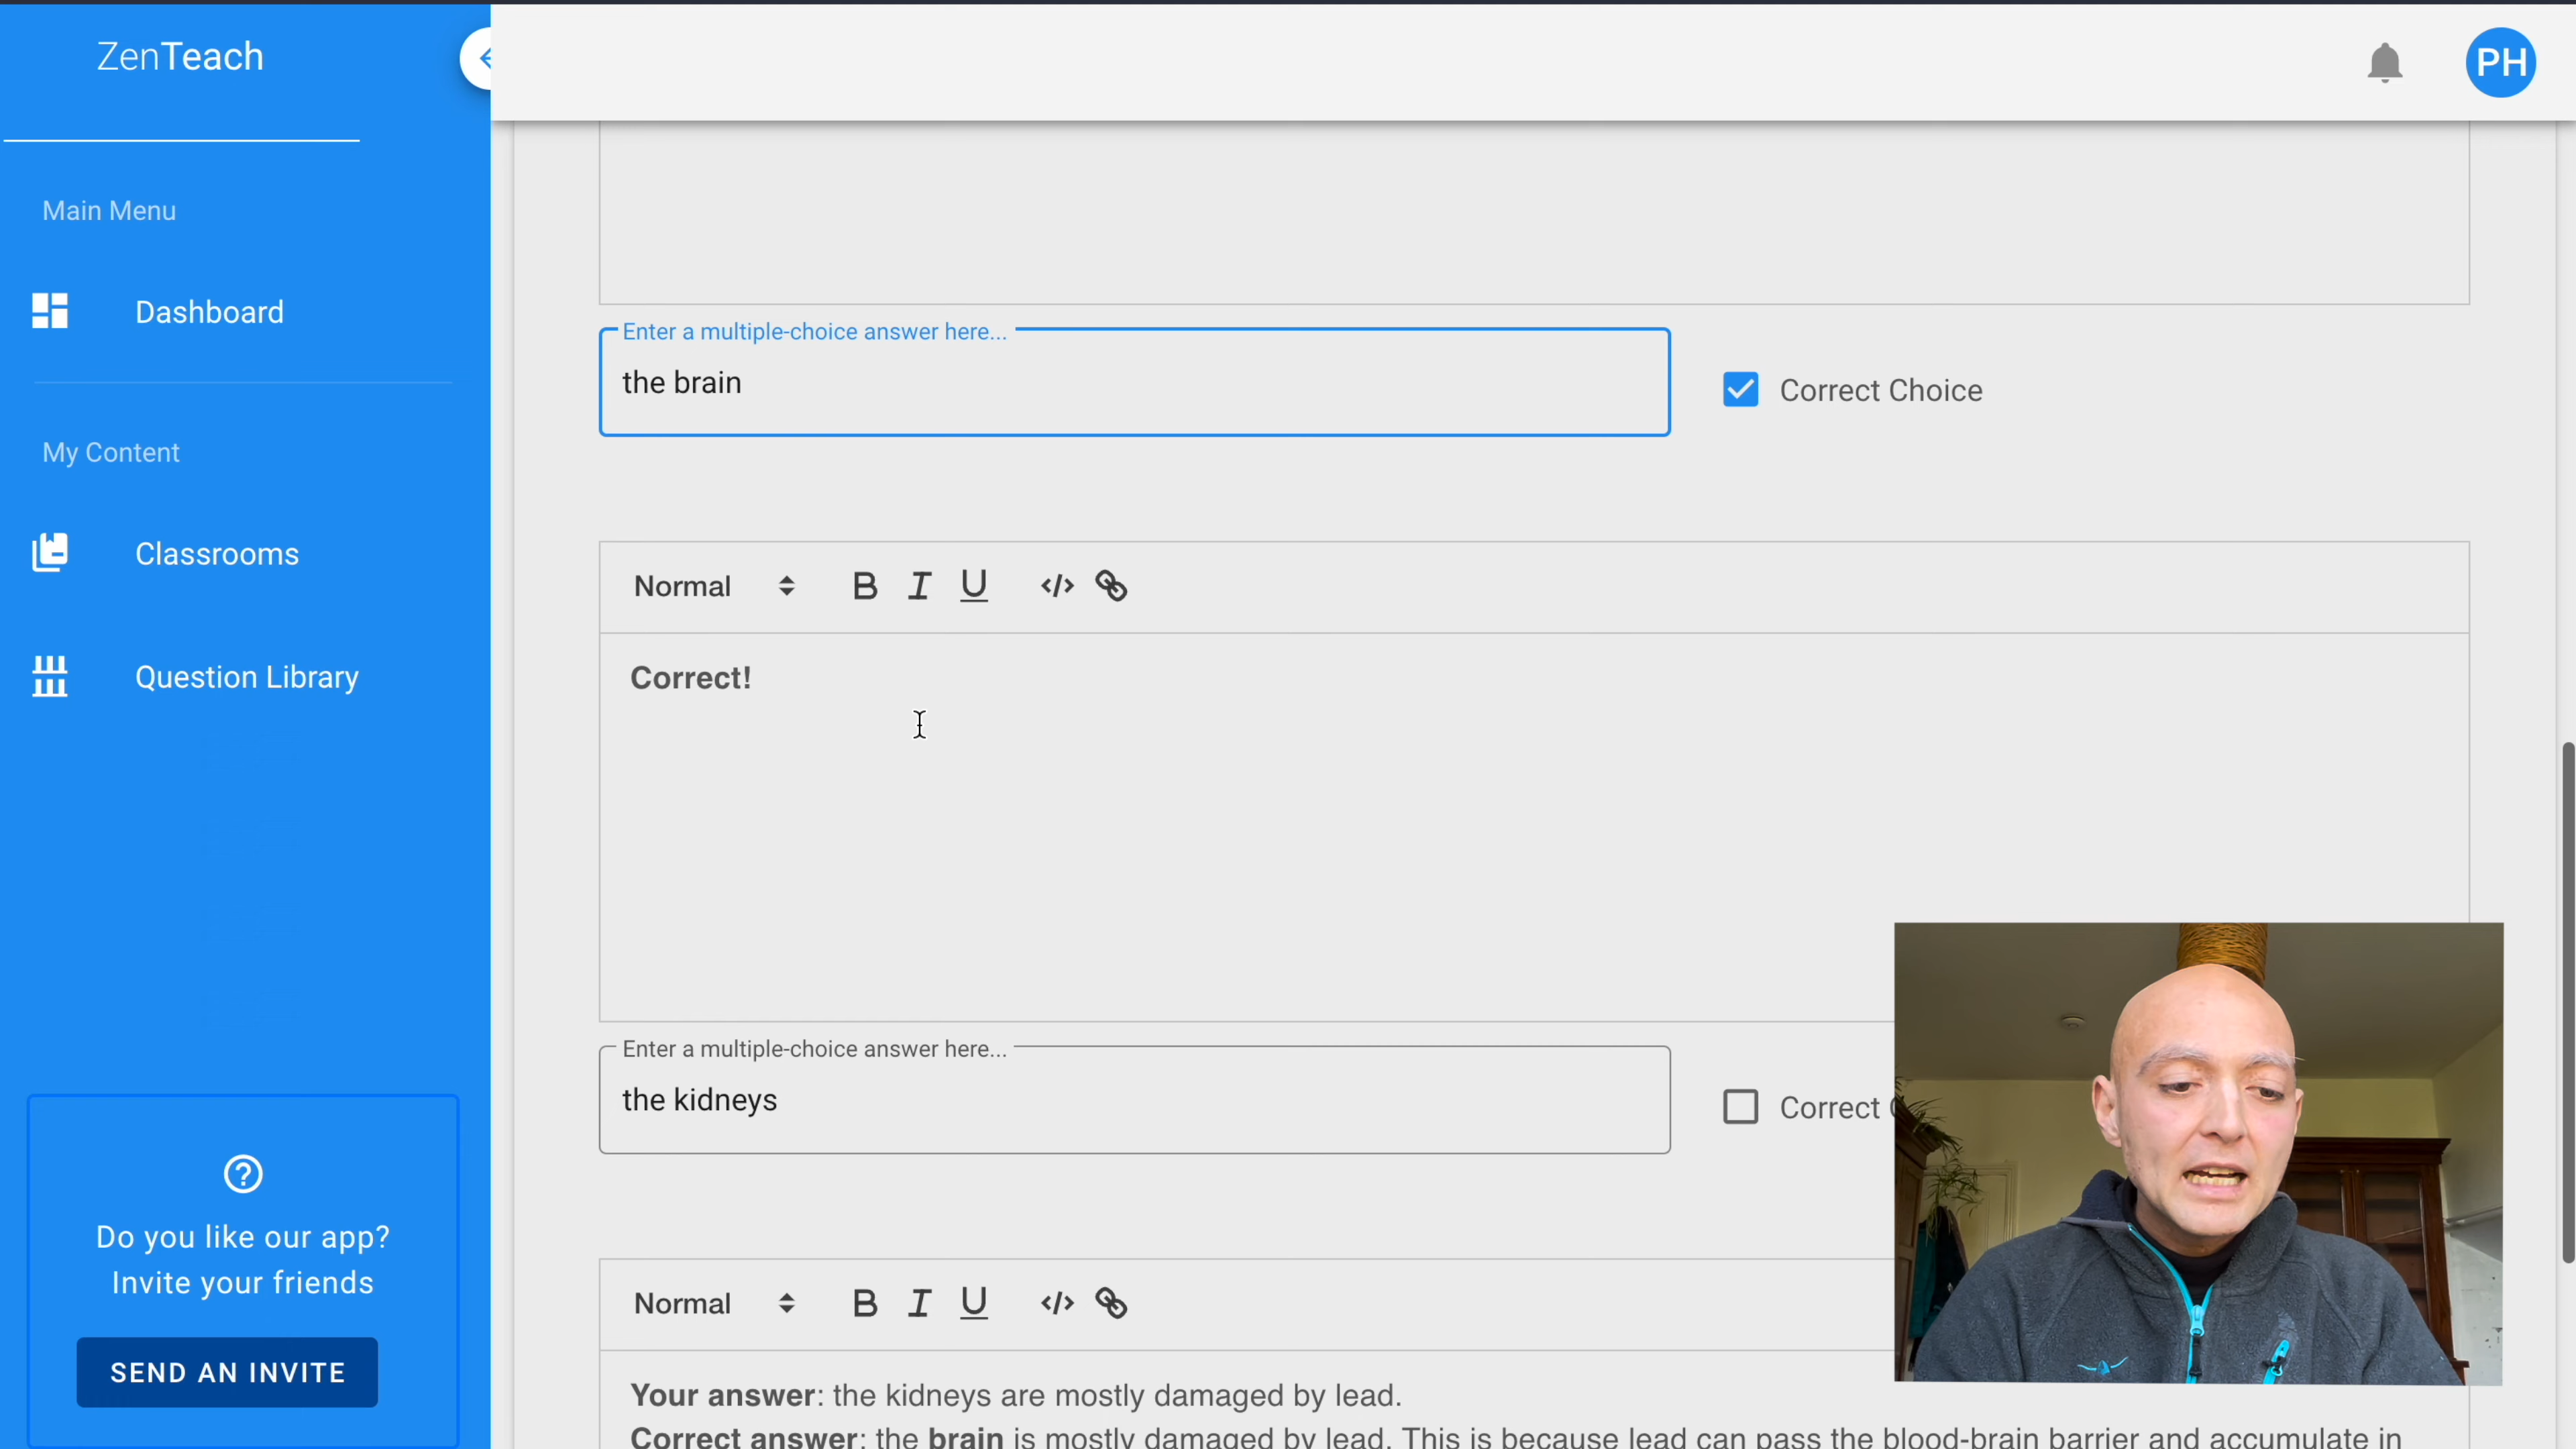 ZenTeach
PH
Main Menu
Dashboard
My Content
Classrooms
Question Library
Do you like our app?
Invite your friends
SEND AN INVITE
Enter a multiple-choice answer here...
the brain
Correct Choice
Normal
B I U </>
Correct!
Enter a multiple-choice answer here...
the kidneys
Correct
Normal
B I U </>
Your answer: the kidneys are mostly damaged by lead.
Correct answer: the brain is mostly damaged by lead. This is because lead can pass the blood-brain barrier and accumulate in